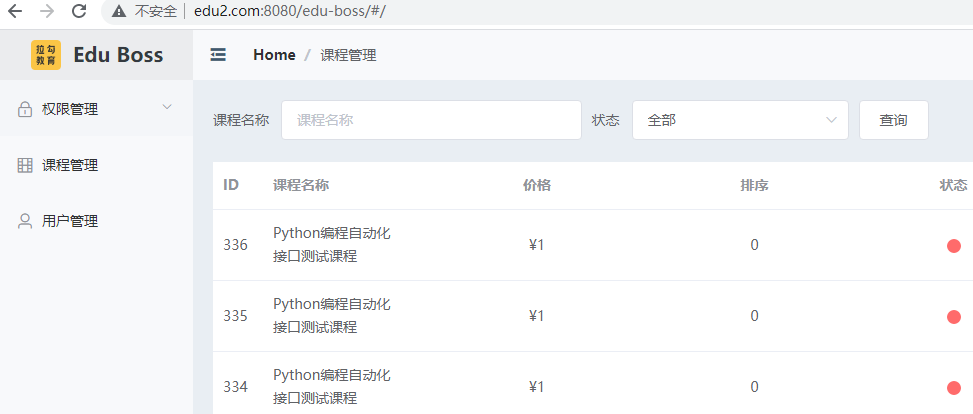 不安全 edu2.com:8080/edu-boss/#/
拉勾
教育
Edu Boss
Home / 课程管理
权限管理
课程管理
用户管理
课程名称 课程名称 状态 全部 查询
ID 课程名称 价格 排序 状态
336 Python编程自动化接口测试课程 ¥1 0
335 Python编程自动化接口测试课程 ¥1 0
334 Python编程自动化接口测试课程 ¥1 0